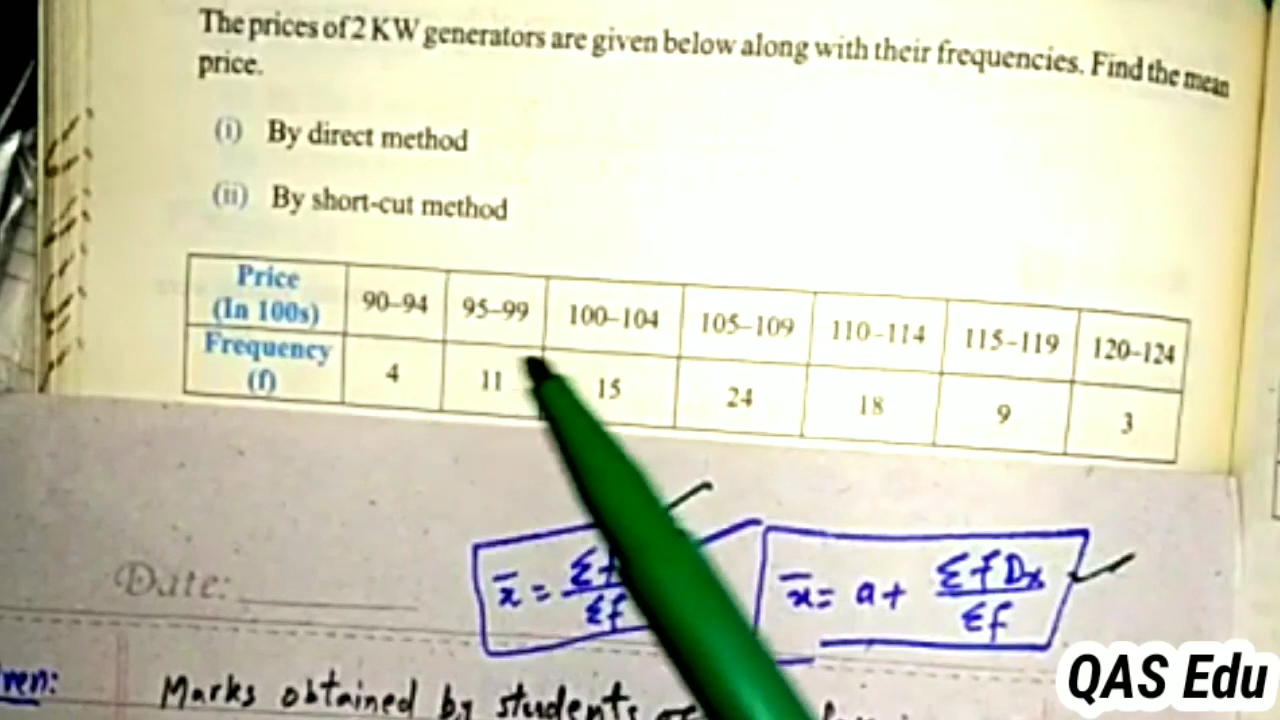 The prices of 2 KW generators are given below along with their frequencies. Find the mean
price.
(i) By direct method
(ii) By short-cut method
Price (In 100s) 90–94 95–99 100–104 105–109 110–114 115–119 120–124
Frequency (f) 4 11 15 24 18 9 3
Date:
x̄ = Σf / Σf x̄ = a + ΣfDx / Σf
Marks obtained by students
QAS Edu